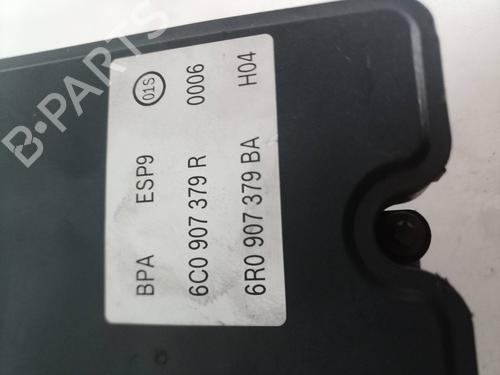 BPA ESP9 01S
6C0 907 379 R 0006
6R0 907 379 BA H04
B-PARTS